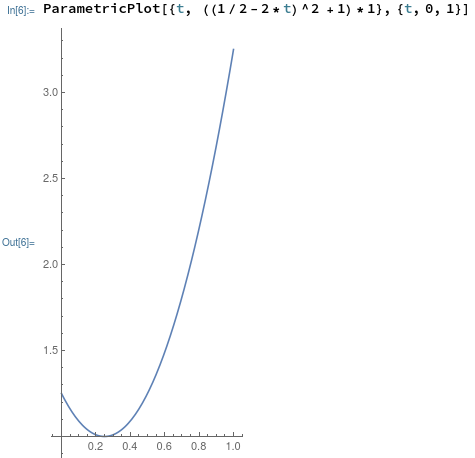 In[6]:= ParametricPlot[{t, ((1/2-2*t)^2+1)*1}, {t, 0, 1}]
3.0
2.5
Out[6]= 2.0
1.5
0.2 0.4 0.6 0.8 1.0